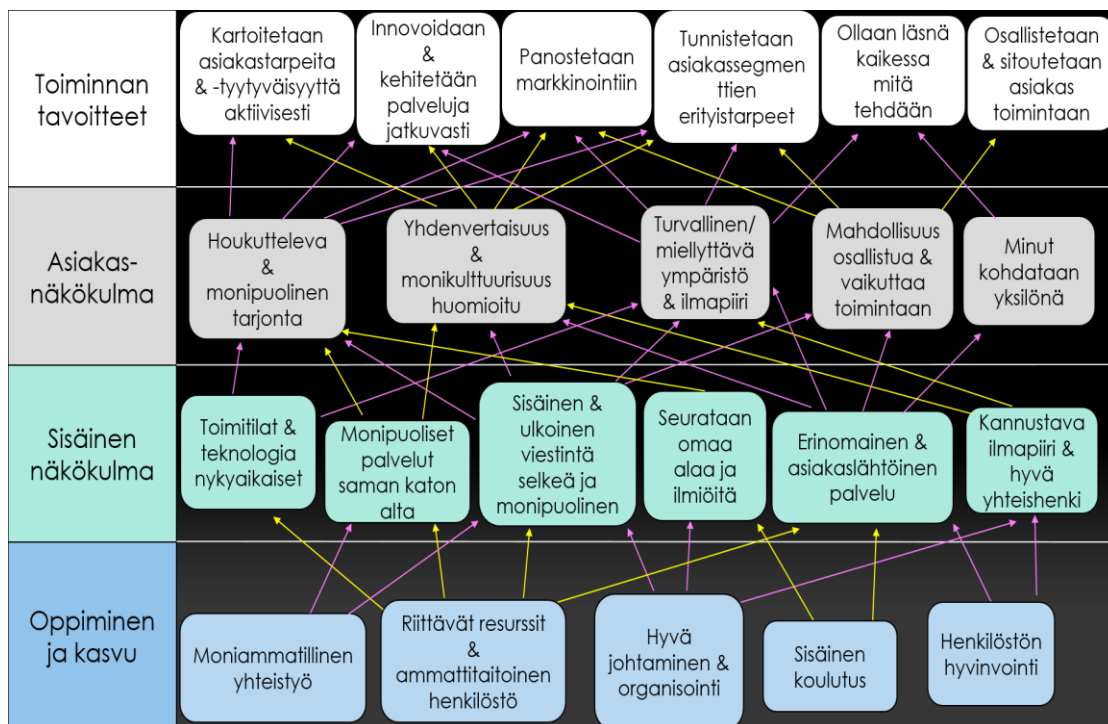 Toiminnan
tavoitteet
Kartoitetaan
asiakastarpeita
& -tyytyväisyyttä
aktiivisesti
Innovoidaan
&
kehitetään
palveluja
jatkuvasti
Panostetaan
markkinointiin
Tunnistetaan
asiakassegme
nttien
erityistarpeet
Ollaan läsnä
kaikessa
mitä
tehdään
Osallistetaan
& sitoutetaan
asiakas
toimintaan
Asiakas-
näkökulma
Houkutteleva
&
monipuolinen
tarjonta
Yhdenvertaisuus
&
monikulttuurisuus
huomioitu
Turvallinen/
miellyttävä
ympäristö
& ilmapiiri
Mahdollisuus
osallistua &
vaikuttaa
toimintaan
Minut
kohdataan
yksilönä
Sisäinen
näkökulma
Toimitilat &
teknologia
nykyaikaiset
Monipuoliset
palvelut
saman katon
alta
Sisäinen &
ulkoinen
viestintä
selkeä ja
monipuolinen
Seurataan
omaa
alaa ja
ilmiöitä
Erinomainen &
asiakaslähtöinen
palvelu
Kannustava
ilmapiiri &
hyvä
yhteishenki
Oppiminen
ja kasvu
Moniammatillinen
yhteistyö
Riittävät resurssit
&
ammattitaitoinen
henkilöstö
Hyvä
johtaminen &
organisointi
Sisäinen
koulutus
Henkilöstön
hyvinvointi